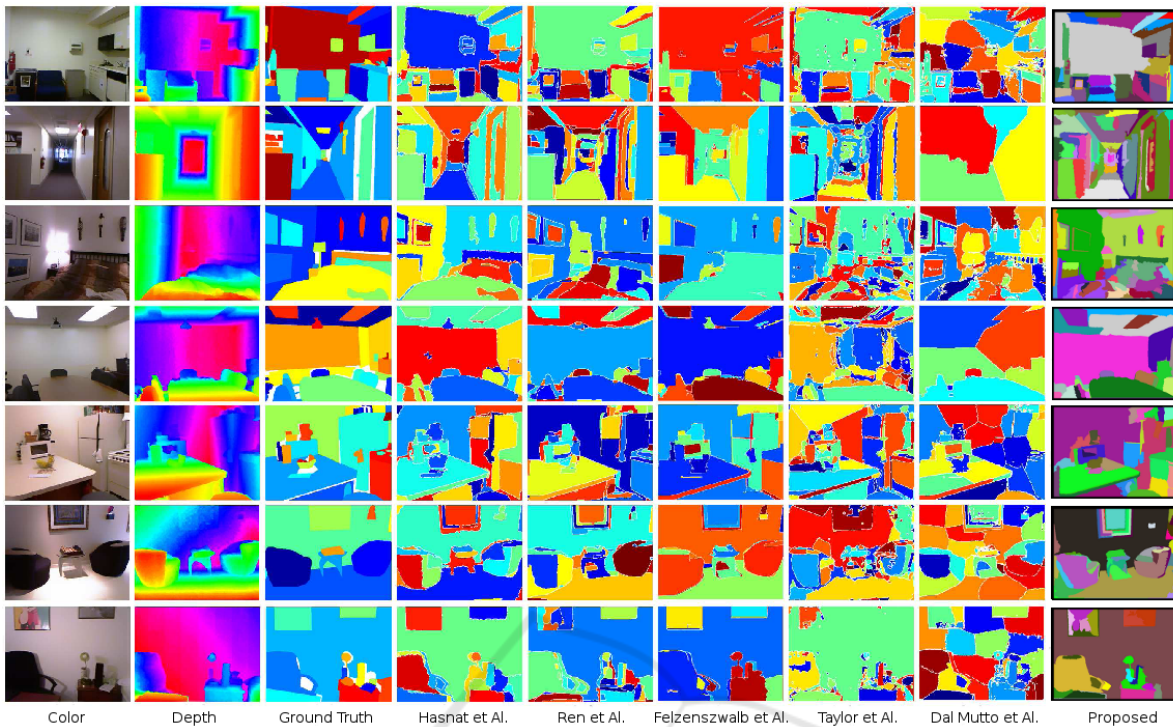 Color Depth Ground Truth Hasnat et Al. Ren et Al. Felzenszwalb et Al. Taylor et Al. Dal Mutto et Al. Proposed